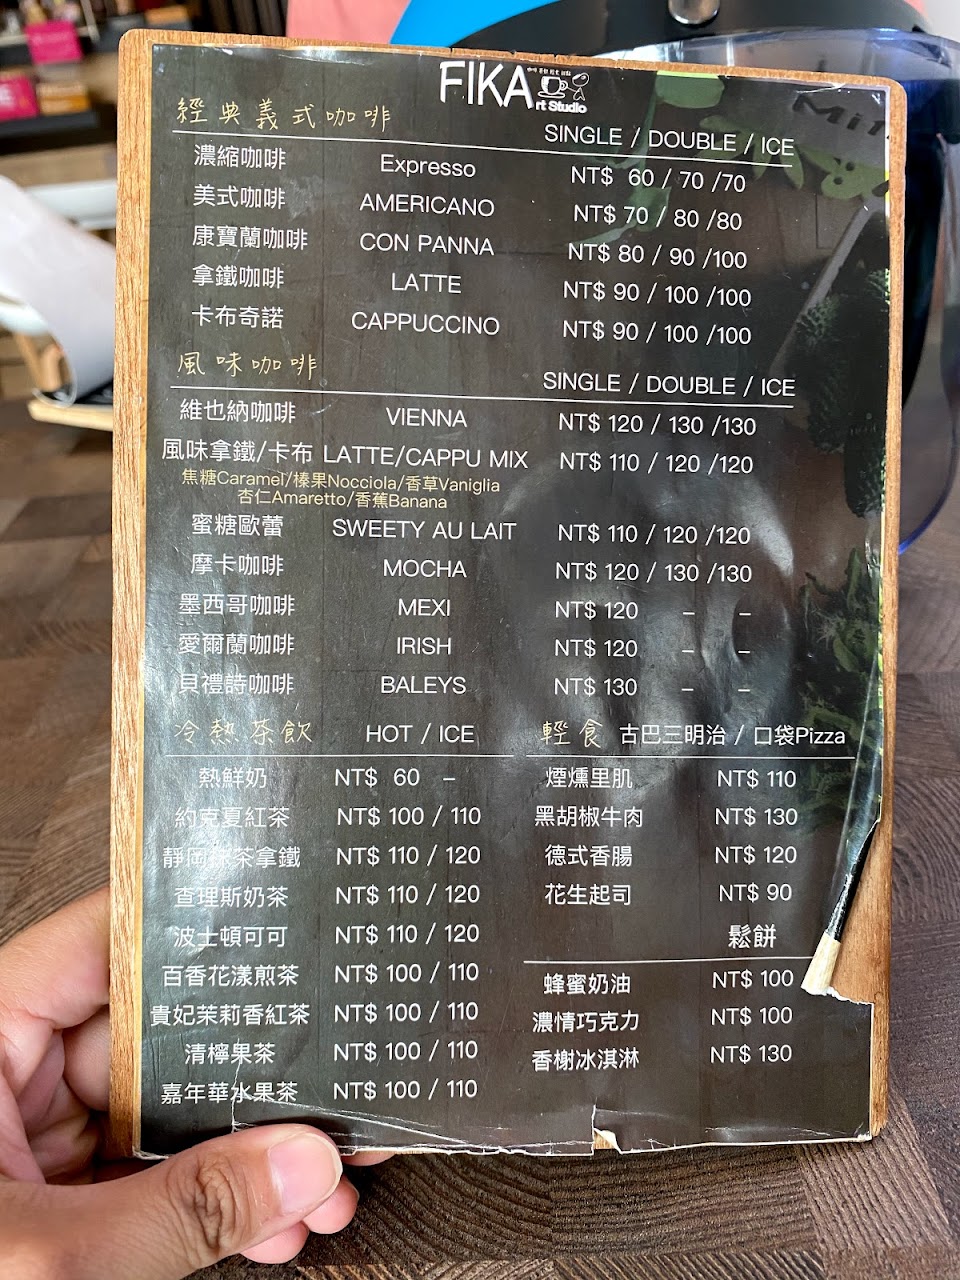 FIKA
咖啡
rt Studio
經典義式咖啡
SINGLE / DOUBLE / ICE
濃縮咖啡 Expresso NT$ 60 / 70 /70
美式咖啡 AMERICANO NT$ 70 / 80 /80
康寶蘭咖啡 CON PANNA NT$ 80 / 90 /100
拿鐵咖啡 LATTE NT$ 90 / 100 /100
卡布奇諾 CAPPUCCINO NT$ 90 / 100 /100
風味咖啡
SINGLE / DOUBLE / ICE
維也納咖啡 VIENNA NT$ 120 / 130 /130
風味拿鐵/卡布 LATTE/CAPPU MIX NT$ 110 / 120 /120
焦糖Caramel/榛果Nocciola/香草Vaniglia
杏仁Amaretto/香蕉Banana
蜜糖歐蕾 SWEETY AU LAIT NT$ 110 / 120 /120
摩卡咖啡 MOCHA NT$ 120 / 130 /130
墨西哥咖啡 MEXI NT$ 120 – –
愛爾蘭咖啡 IRISH NT$ 120 – –
貝禮詩咖啡 BALEYS NT$ 130 – –
冷熱茶飲 HOT / ICE
熱鮮奶 NT$ 60 –
約克夏紅茶 NT$ 100 / 110
靜岡抹茶拿鐵 NT$ 110 / 120
查理斯奶茶 NT$ 110 / 120
波士頓可可 NT$ 110 / 120
百香花漾煎茶 NT$ 100 / 110
貴妃茉莉香紅茶 NT$ 100 / 110
清檸果茶 NT$ 100 / 110
嘉年華水果茶 NT$ 100 / 110
輕食 古巴三明治 / 口袋Pizza
煙燻里肌 NT$ 110
黑胡椒牛肉 NT$ 130
德式香腸 NT$ 120
花生起司 NT$ 90
鬆餅
蜂蜜奶油 NT$ 100
濃情巧克力 NT$ 100
香榭冰淇淋 NT$ 130